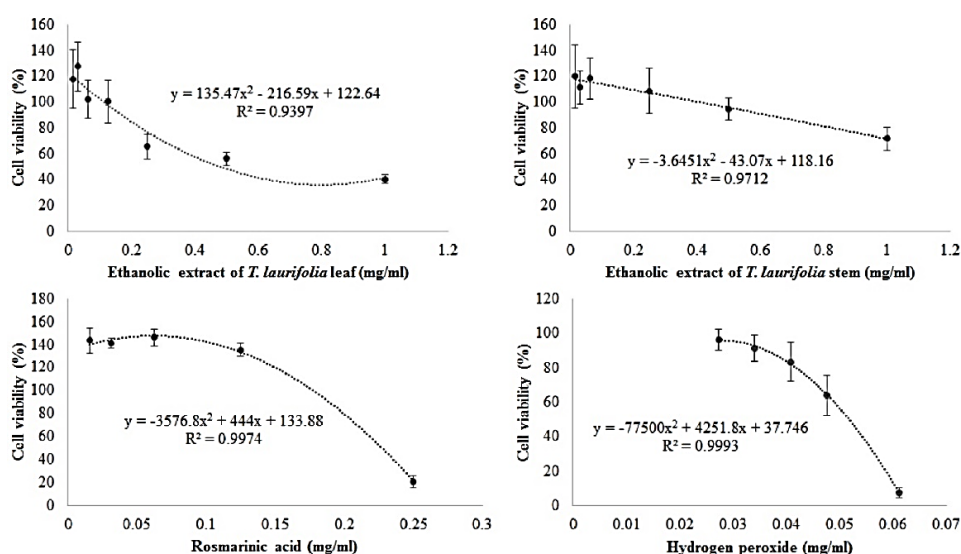 160
140
120
100
80
60
40
20
0
Cell viability (%)
y = 135.47x² - 216.59x + 122.64
R² = 0.9397
0 0.2 0.4 0.6 0.8 1 1.2
Ethanolic extract of T. laurifolia leaf (mg/ml)
160
140
120
100
80
60
40
20
0
Cell viability (%)
y = -3.6451x² - 43.07x + 118.16
R² = 0.9712
0 0.2 0.4 0.6 0.8 1 1.2
Ethanolic extract of T. laurifolia stem (mg/ml)
180
160
140
120
100
80
60
40
20
0
Cell viability (%)
y = -3576.8x² + 444x + 133.88
R² = 0.9974
0 0.05 0.1 0.15 0.2 0.25 0.3
Rosmarinic acid (mg/ml)
120
100
80
60
40
20
0
Cell viability (%)
y = -77500x² + 4251.8x + 37.746
R² = 0.9993
0 0.01 0.02 0.03 0.04 0.05 0.06 0.07
Hydrogen peroxide (mg/ml)